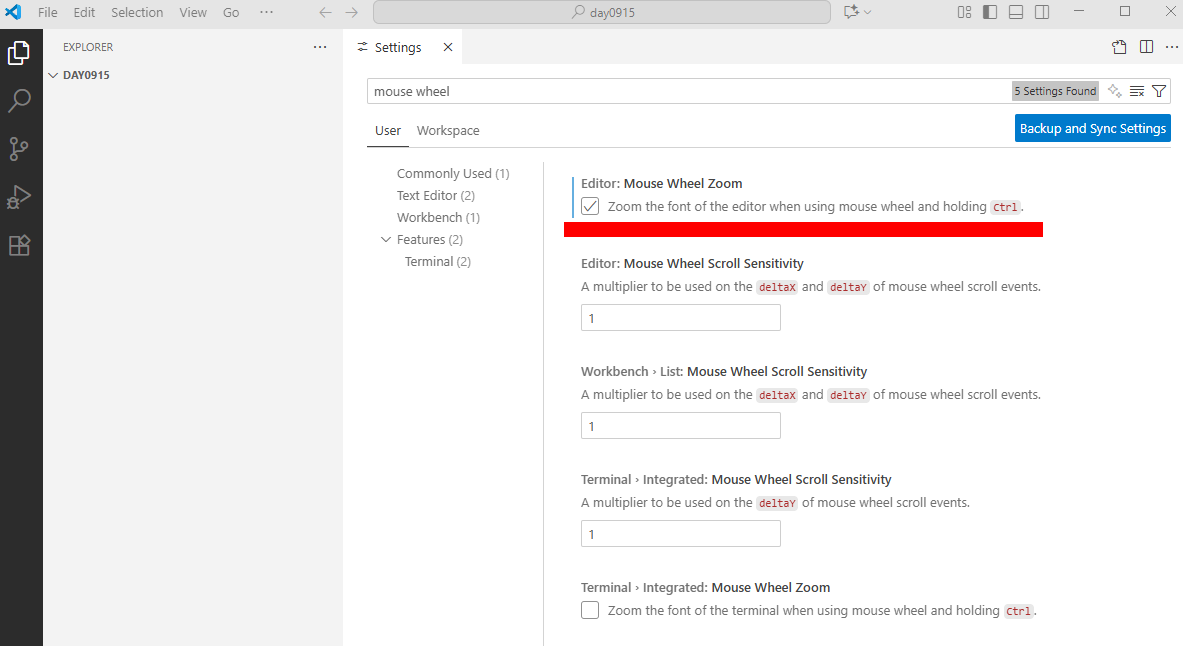 File Edit Selection View Go ··· day0915
EXPLORER ···
DAY0915
Settings
mouse wheel 5 Settings Found
User Workspace Backup and Sync Settings
Commonly Used (1)
Text Editor (2)
Workbench (1)
Features (2)
Terminal (2)
Editor: Mouse Wheel Zoom
Zoom the font of the editor when using mouse wheel and holding Ctrl.
Editor: Mouse Wheel Scroll Sensitivity
A multiplier to be used on the deltaX and deltaY of mouse wheel scroll events.
1
Workbench › List: Mouse Wheel Scroll Sensitivity
A multiplier to be used on the deltaX and deltaY of mouse wheel scroll events.
1
Terminal › Integrated: Mouse Wheel Scroll Sensitivity
A multiplier to be used on the deltaY of mouse wheel scroll events.
1
Terminal › Integrated: Mouse Wheel Zoom
Zoom the font of the terminal when using mouse wheel and holding Ctrl.